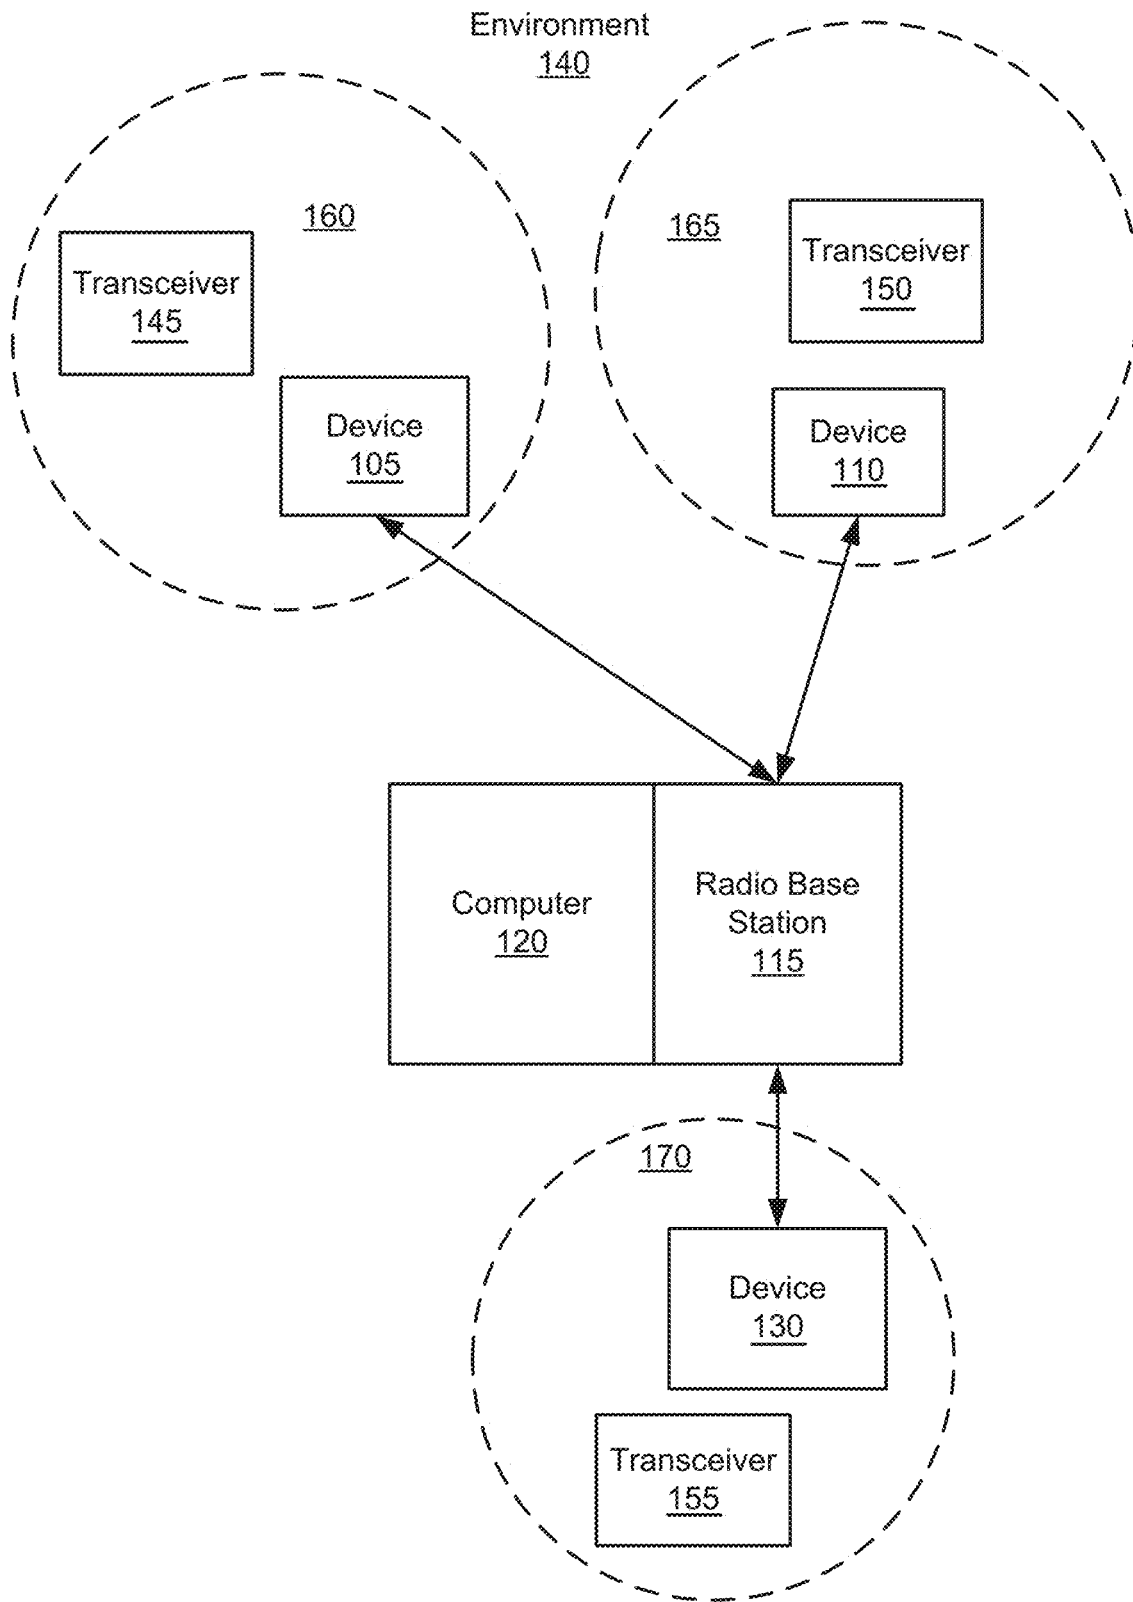 Environment
140
160
165
Transceiver
145
Transceiver
150
Device
105
Device
110
Computer
120
Radio Base
Station
115
170
Device
130
Transceiver
155